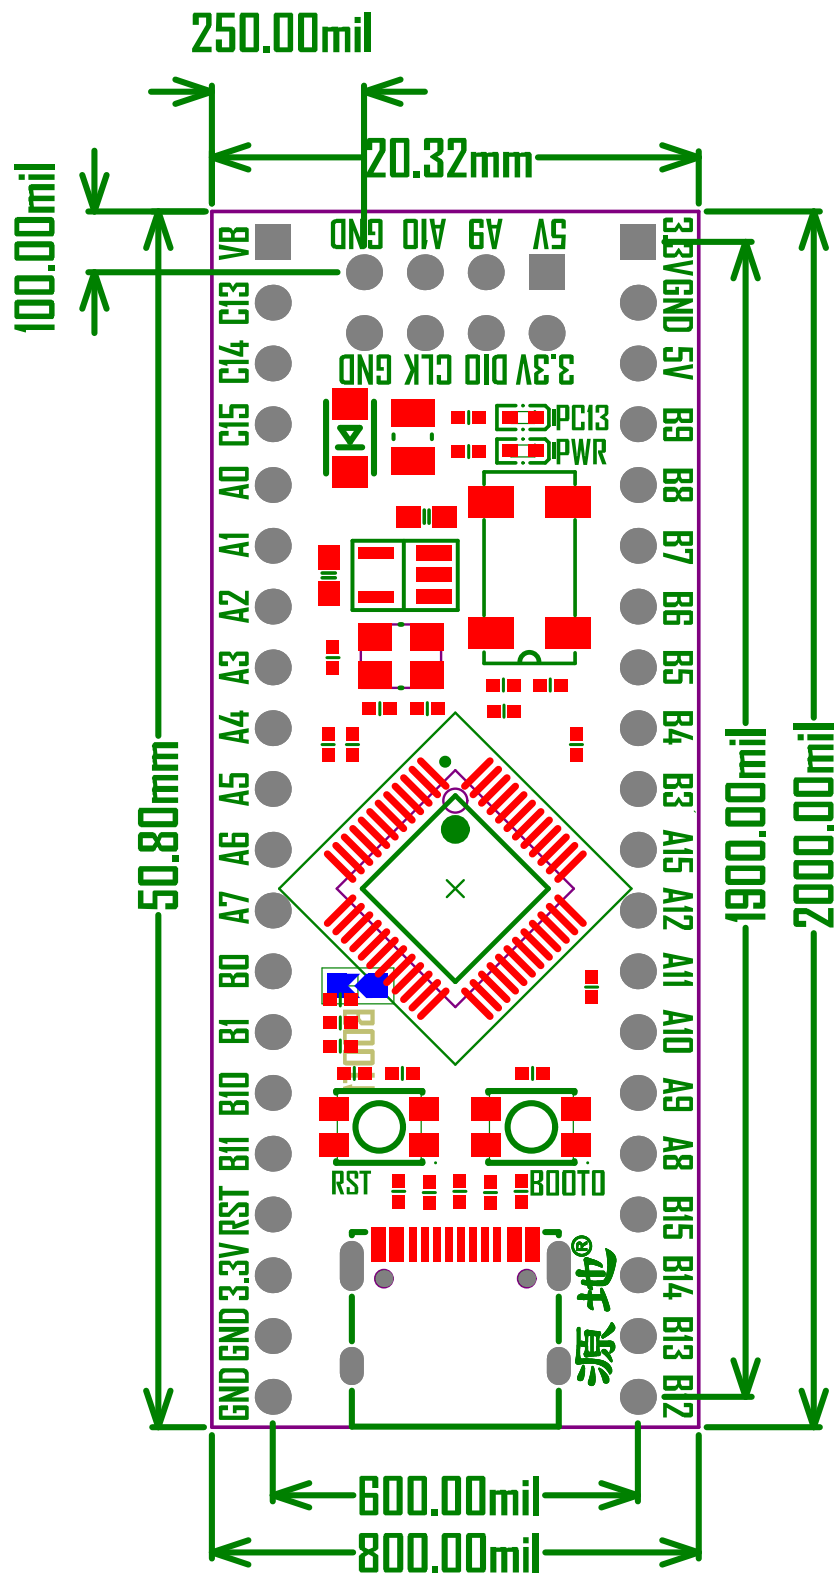 250.00mil
20.32mm
100.00mil
GND A10 A9 5V
GND CLK DIO 3.3V
VB
C13
C14
C15
A0
A1
A2
A3
A4
A5
A6
A7
B0
B1
B10
B11
RST
3.3V
GND
GND
3.3V
GND
5V
B9
B8
B7
B6
B5
B4
B3
A15
A12
A11
A10
A9
A8
B15
B14
B13
B12
PC13
PWR
50.80mm
1900.00mil
2000.00mil
RST
BOOT0
源地®
600.00mil
800.00mil